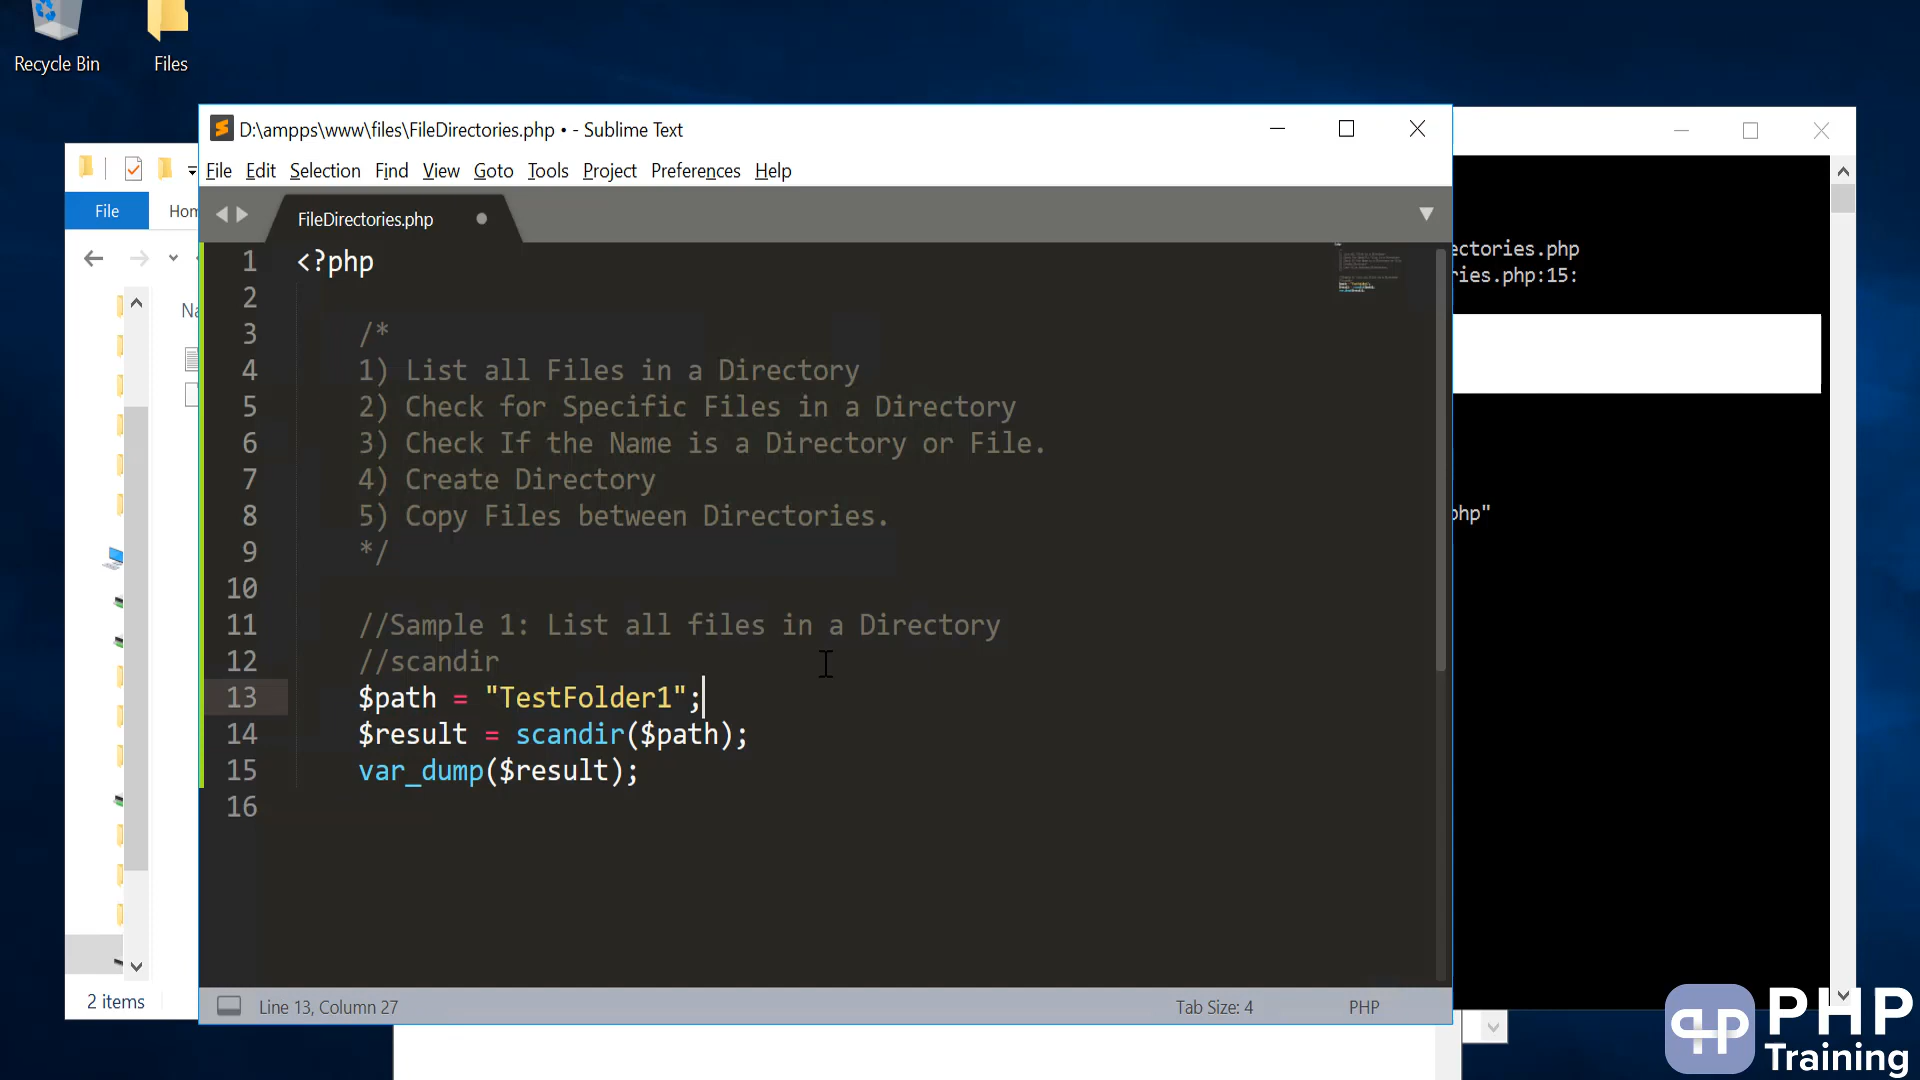 Recycle Bin
Files
D:\ampps\www\files\FileDirectories.php • - Sublime Text
File Edit Selection Find View Goto Tools Project Preferences Help
File
FileDirectories.php
1 <?php
2
3 /*
4 1) List all Files in a Directory
5 2) Check for Specific Files in a Directory
6 3) Check If the Name is a Directory or File.
7 4) Create Directory
8 5) Copy Files between Directories.
9 */
10
11 //Sample 1: List all files in a Directory
12 //scandir
13 $path = "TestFolder1";
14 $result = scandir($path);
15 var_dump($result);
16
ectories.php
ries.php:15:
php"
2 items
Line 13, Column 27
Tab Size: 4
PHP
PHP
Training